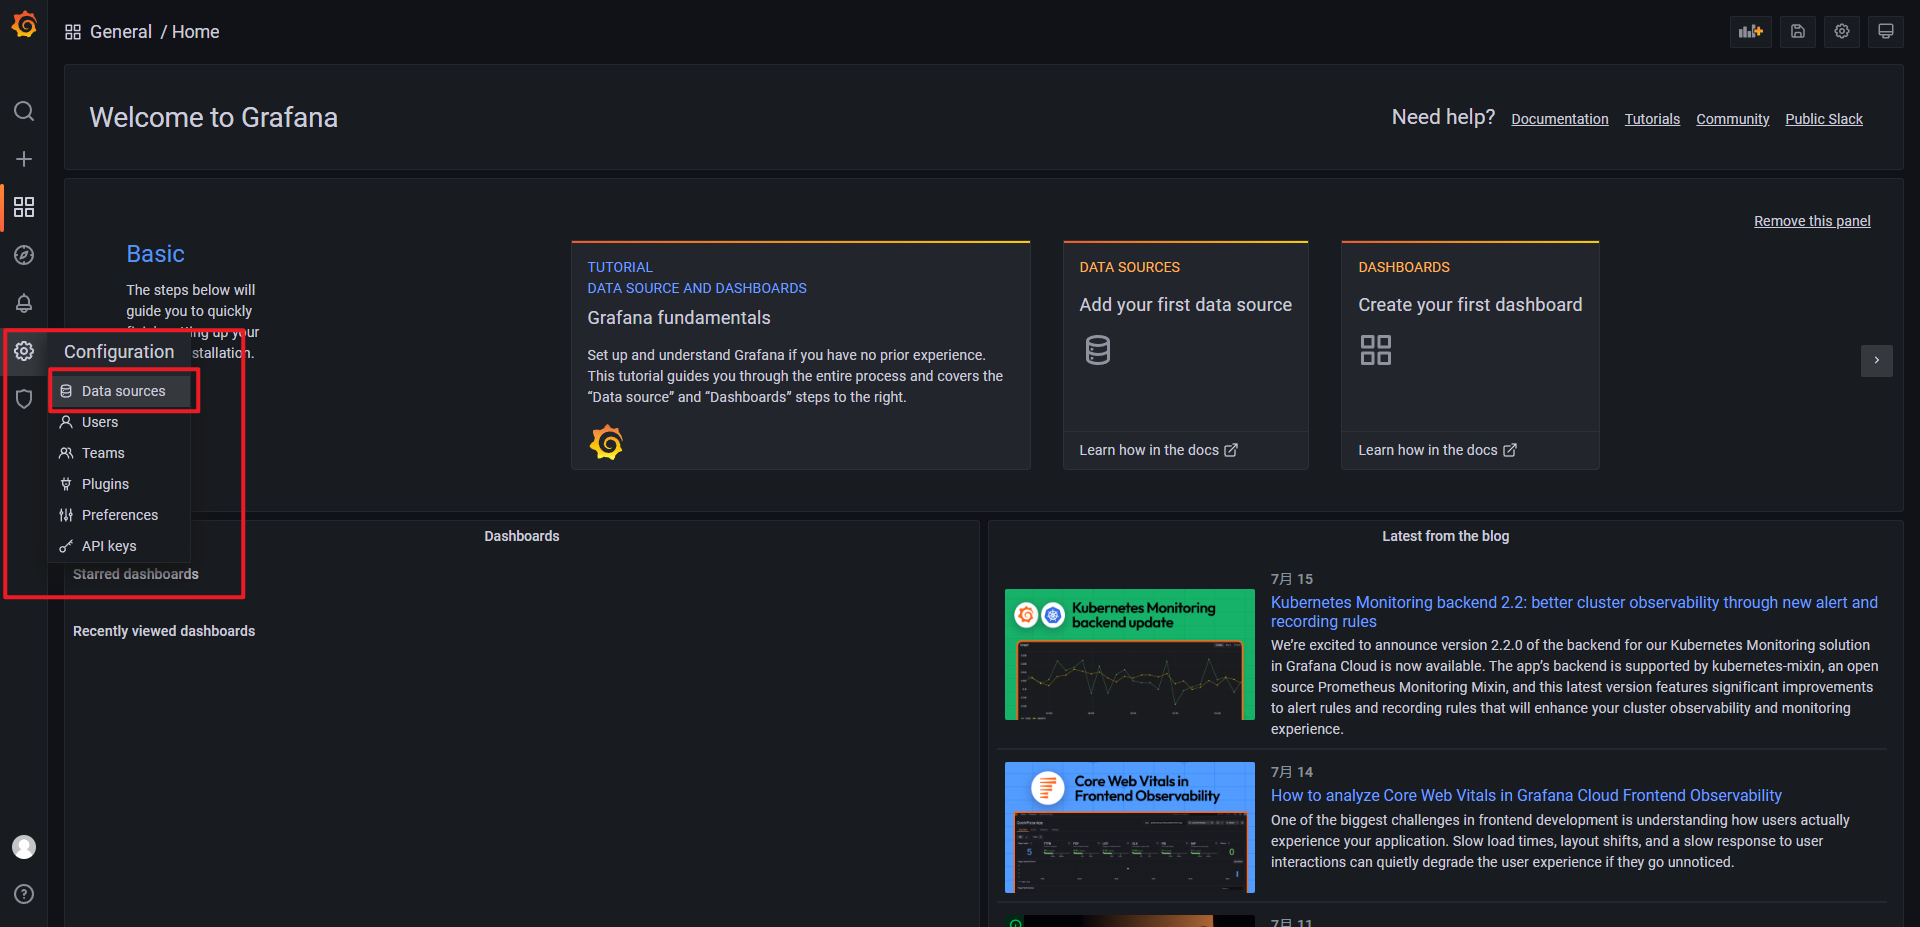 General / Home
Welcome to Grafana
Need help? Documentation Tutorials Community Public Slack
Remove this panel
Basic
The steps below will
guide you to quickly
up your
stallation.
TUTORIAL
DATA SOURCE AND DASHBOARDS
Grafana fundamentals
Set up and understand Grafana if you have no prior experience.
This tutorial guides you through the entire process and covers the
“Data source” and “Dashboards” steps to the right.
DATA SOURCES
Add your first data source
Learn how in the docs
DASHBOARDS
Create your first dashboard
Learn how in the docs
Configuration
Data sources
Users
Teams
Plugins
Preferences
API keys
Dashboards
Starred dashboards
Recently viewed dashboards
Latest from the blog
Kubernetes Monitoring
backend update
7月 15
Kubernetes Monitoring backend 2.2: better cluster observability through new alert and
recording rules
We’re excited to announce version 2.2.0 of the backend for our Kubernetes Monitoring solution
in Grafana Cloud is now available. The app’s backend is supported by kubernetes-mixin, an open
source Prometheus Monitoring Mixin, and this latest version features significant improvements
to alert rules and recording rules that will enhance your cluster observability and monitoring
experience.
Core Web Vitals in
Frontend Observability
7月 14
How to analyze Core Web Vitals in Grafana Cloud Frontend Observability
One of the biggest challenges in frontend development is understanding how users actually
experience your application. Slow load times, layout shifts, and a slow response to user
interactions can quietly degrade the user experience if they go unnoticed.
7月 11